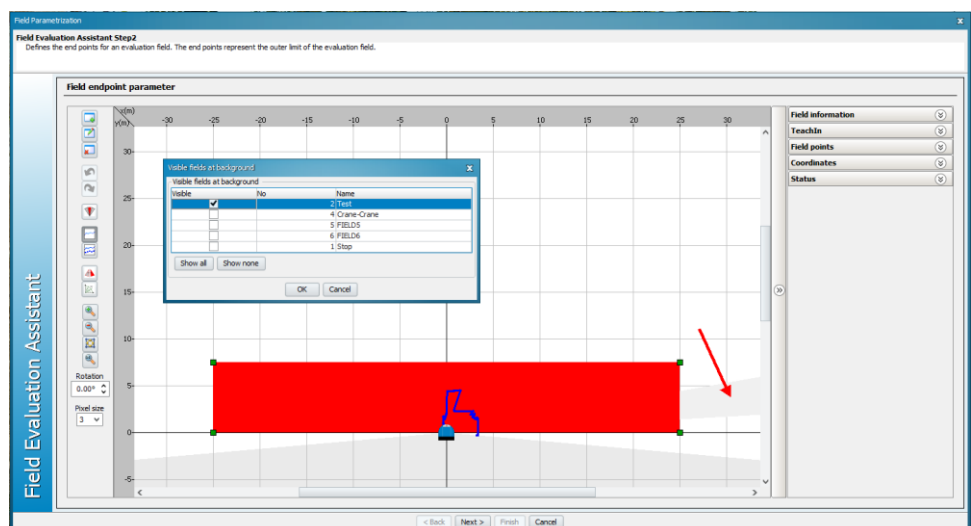 Field Parametrization
x
Field Evaluation Assistant Step2
Defines the end points for an evaluation field. The end points represent the outer limit of the evaluation field.
Field Evaluation Assistant
Field endpoint parameter
x(m)
y(m)
-30 -25 -20 -15 -10 -5 0 5 10 15 20 25 30
30
25
20
15
10
5
0
-5
Rotation
0.00°
Pixel size
3
Visible fields at background
x
Visible fields at background
Visible No Name
2 Test
4 Crane-Crane
5 FIELD5
6 FIELD6
1 Stop
Show all Show none
OK Cancel
Field information
TeachIn
Field points
Coordinates
Status
< Back Next > Finish Cancel